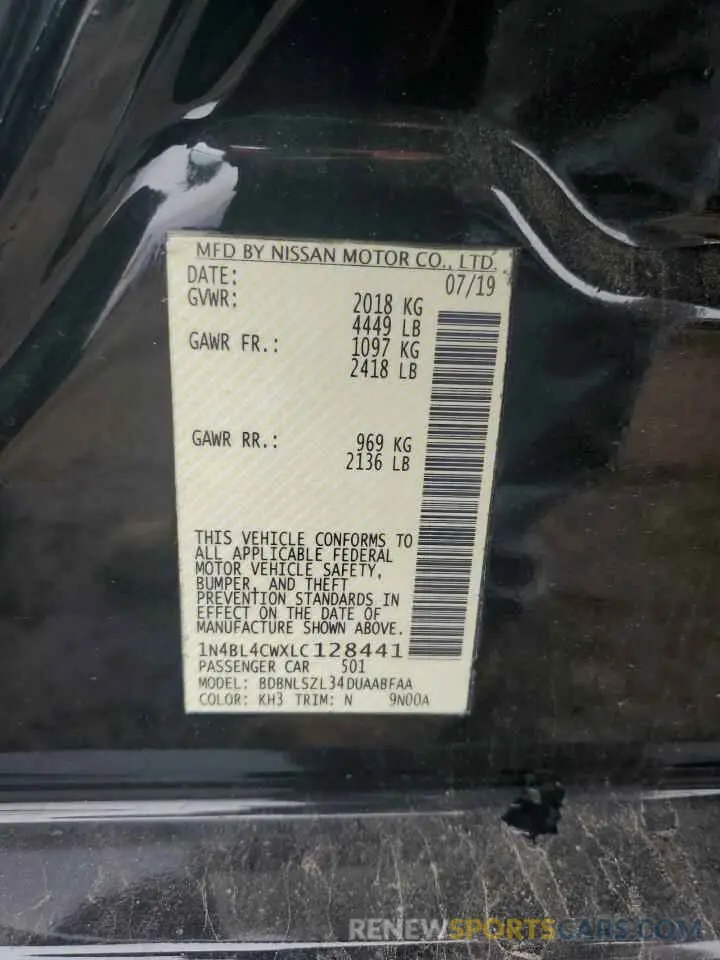 MFD BY NISSAN MOTOR CO., LTD.
DATE: 07/19
GVWR: 2018 KG
4449 LB
GAWR FR.: 1097 KG
2418 LB
GAWR RR.: 969 KG
2136 LB
THIS VEHICLE CONFORMS TO
ALL APPLICABLE FEDERAL
MOTOR VEHICLE SAFETY,
BUMPER, AND THEFT
PREVENTION STANDARDS IN
EFFECT ON THE DATE OF
MANUFACTURE SHOWN ABOVE.
1N4BL4CWXLC128441
PASSENGER CAR 501
MODEL: BDBNLSZL34DUAABFAA
COLOR: KH3 TRIM: N 9N00A
RENEWSPORTSCARS.COM